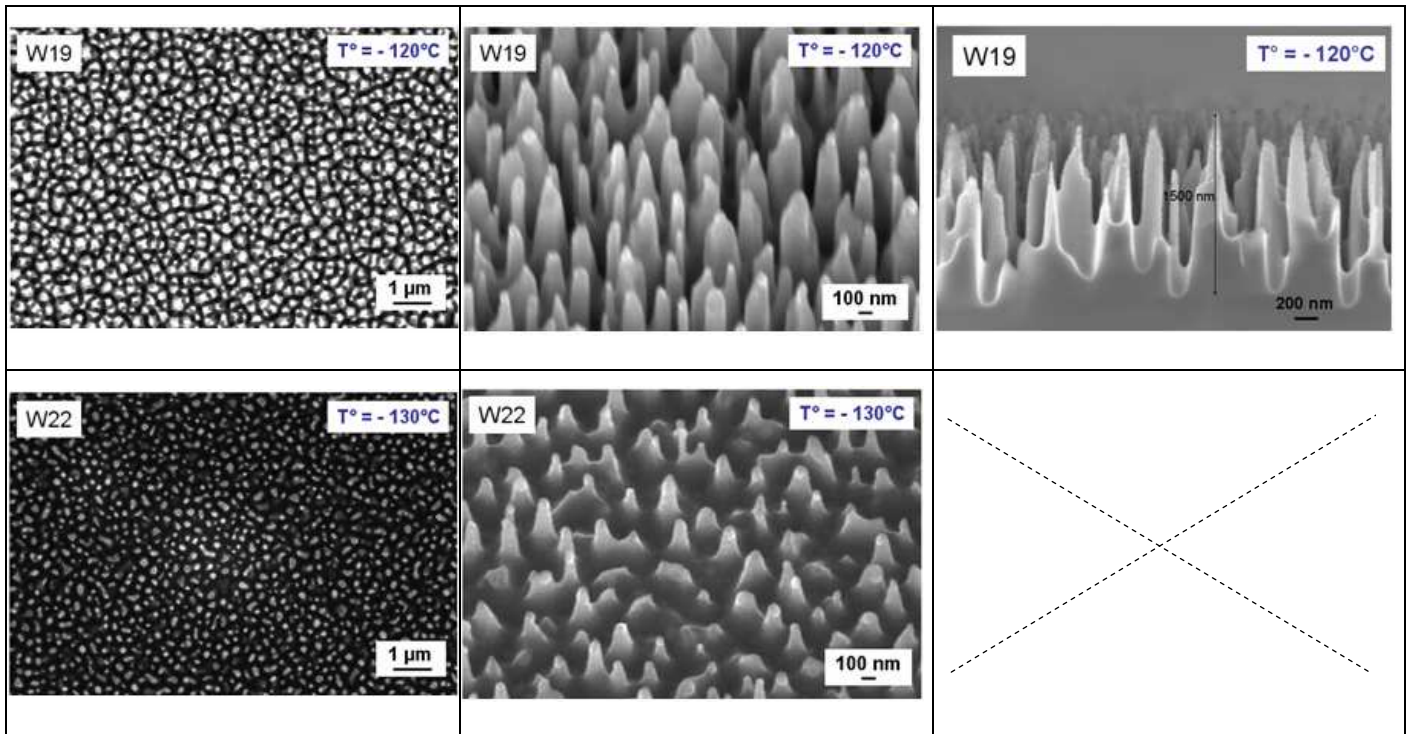 W19
T° = - 120°C
1 µm
W19
T° = - 120°C
100 nm
W19
T° = - 120°C
1500 nm
200 nm
W22
T° = - 130°C
1 µm
W22
T° = - 130°C
100 nm